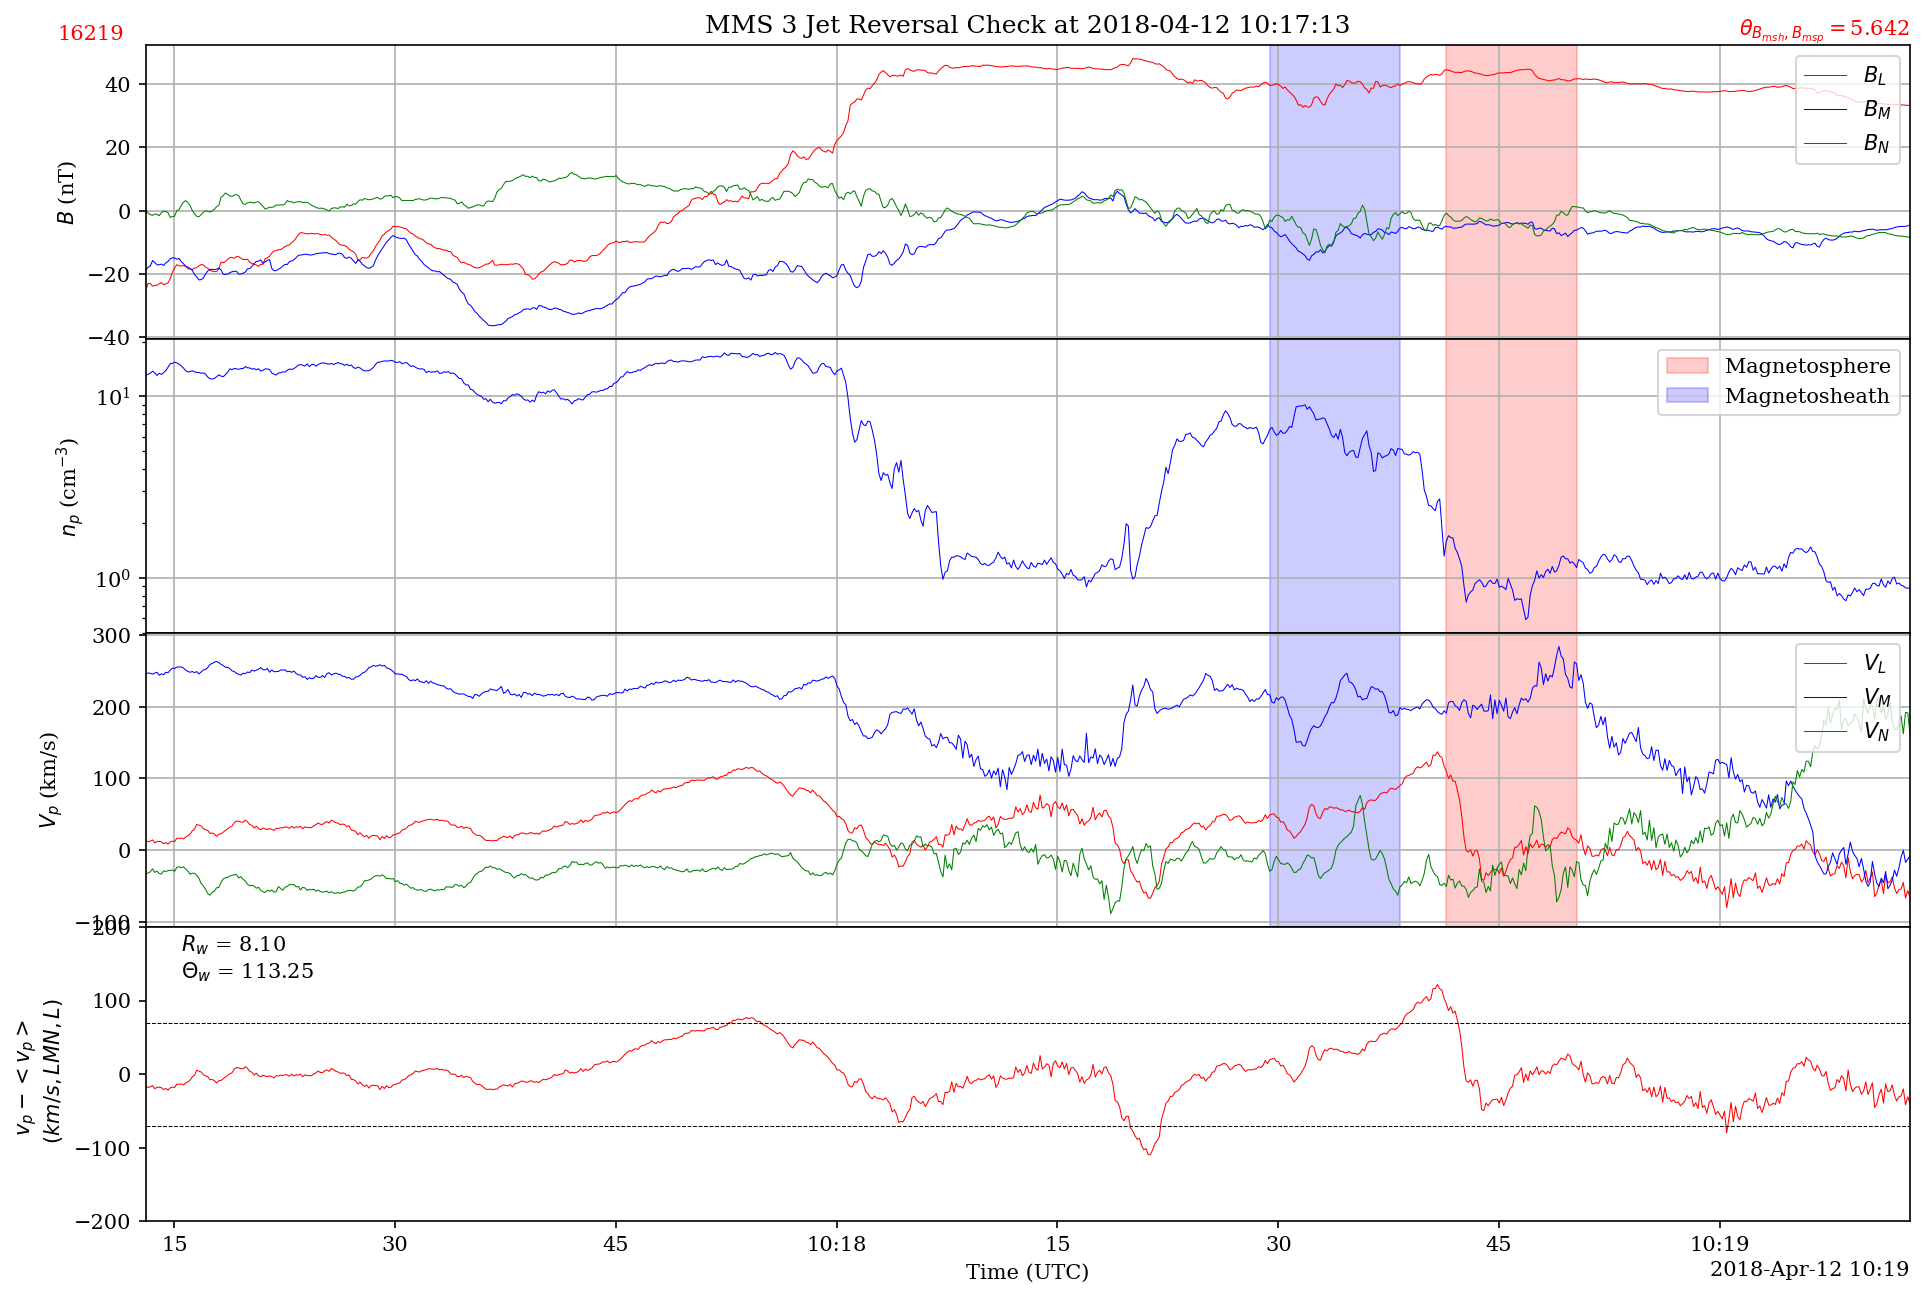 MMS 3 Jet Reversal Check at 2018-04-12 10:17:13
16219
θ_{B_{msh}, B_{msp}} = 5.642
B (nT)
40
20
0
−20
−40
B_L
B_M
B_N
n_p (cm^{−3})
10^1
10^0
Magnetosphere
Magnetosheath
V_p (km/s)
300
200
100
0
−100
V_L
V_M
V_N
v_p − < v_p >
(km/s, LMN, L)
200
100
0
−100
−200
R_w = 8.10
Θ_w = 113.25
15 30 45 10:18 15 30 45 10:19
Time (UTC)
2018-Apr-12 10:19